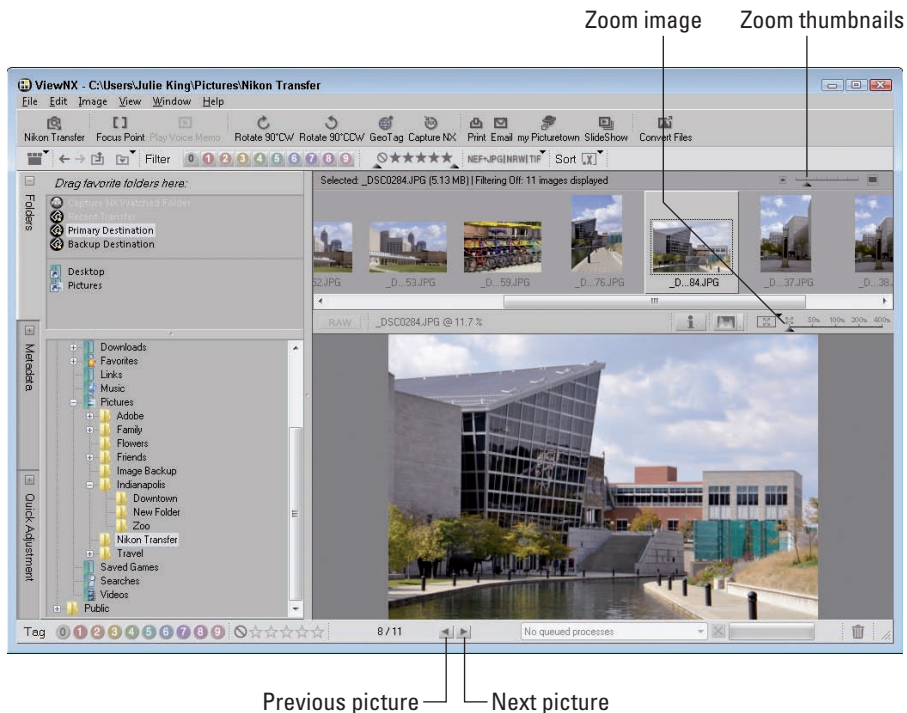 Zoom image
Zoom thumbnails
ViewNX - C:\Users\Julie King\Pictures\Nikon Transfer
File Edit Image View Window Help
Nikon Transfer Focus Point Play Voice Memo Rotate 90°CW Rotate 90°CCW GeoTag Capture NX Print Email my Picturetown SlideShow Convert Files
Filter 0 1 2 3 4 5 6 7 8 9 NEF+JPG|NRW|TIF Sort
Folders
Drag favorite folders here:
Capture NX Watched Folder
Recent Transfer
Primary Destination
Backup Destination
Desktop
Pictures
Selected: _DSC0284.JPG (5.13 MB) | Filtering Off: 11 images displayed
52.JPG _D...53.JPG _D...59.JPG _D...76.JPG _D...84.JPG _D...37.JPG _D...38.
RAW _DSC0284.JPG @ 11.7 % 50% 100% 200% 400%
Metadata
Downloads
Favorites
Links
Music
Pictures
Adobe
Family
Flowers
Friends
Image Backup
Indianapolis
Downtown
New Folder
Zoo
Nikon Transfer
Travel
Saved Games
Searches
Videos
Public
Quick Adjustment
Tag 0 1 2 3 4 5 6 7 8 9 8 / 11 No queued processes
Previous picture
Next picture